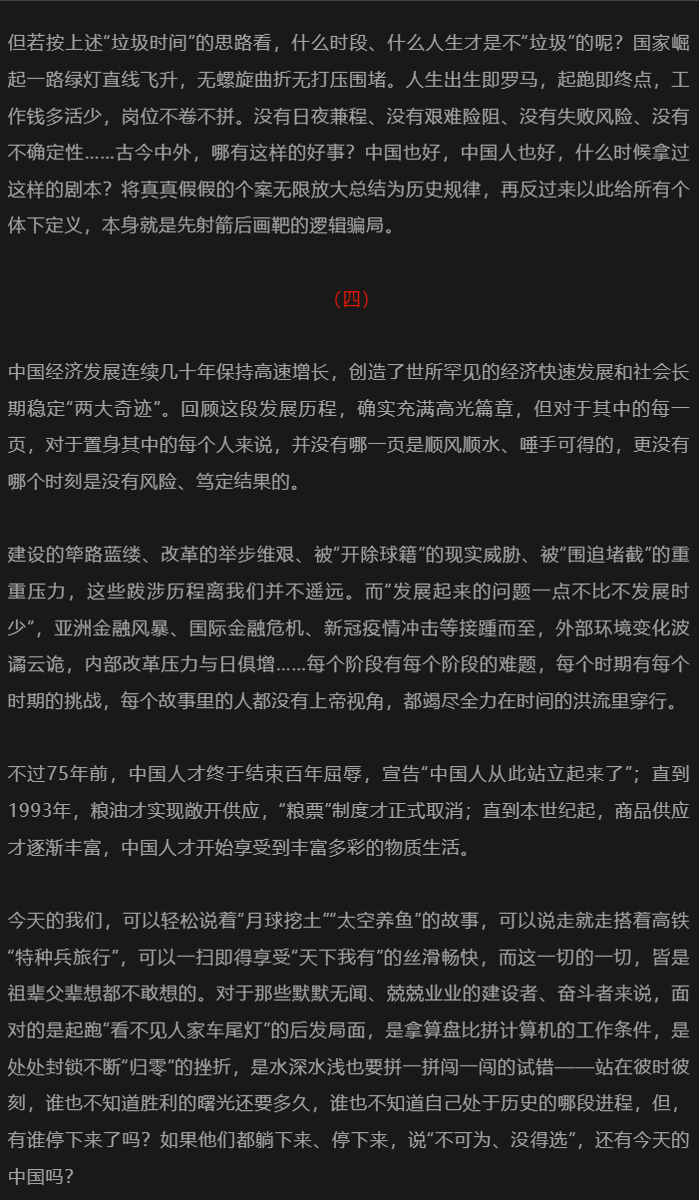 但若按上述“垃圾时间”的思路看，什么时段、什么人生才是不“垃圾”的呢？国家崛
起一路绿灯直线飞升，无螺旋曲折无打压围堵。人生出生即罗马，起跑即终点，工
作钱多活少，岗位不卷不拼。没有日夜兼程、没有艰难险阻、没有失败风险、没有
不确定性……古今中外，哪有这样的好事？中国也好，中国人也好，什么时候拿过
这样的剧本？将真真假假的个案无限放大总结为历史规律，再反过来以此给所有个
体下定义，本身就是先射箭后画靶的逻辑骗局。
（四）
中国经济发展连续几十年保持高速增长，创造了世所罕见的经济快速发展和社会长
期稳定“两大奇迹”。回顾这段发展历程，确实充满高光篇章，但对于其中的每一
页，对于置身其中的每个人来说，并没有哪一页是顺风顺水、唾手可得的，更没有
哪个时刻是没有风险、笃定结果的。
建设的筚路蓝缕、改革的举步维艰、被“开除球籍”的现实威胁、被“围追堵截”的重
重压力，这些跋涉历程离我们并不遥远。而“发展起来的问题一点不比不发展时
少”，亚洲金融风暴、国际金融危机、新冠疫情冲击等接踵而至，外部环境变化波
谲云诡，内部改革压力与日俱增……每个阶段有每个阶段的难题，每个时期有每个
时期的挑战，每个故事里的人都没有上帝视角，都竭尽全力在时间的洪流里穿行。
不过75年前，中国人才终于结束百年屈辱，宣告“中国人从此站立起来了”；直到
1993年，粮油才实现敞开供应，“粮票”制度才正式取消；直到本世纪起，商品供应
才逐渐丰富，中国人才开始享受到丰富多彩的物质生活。
今天的我们，可以轻松说着“月球挖土”“太空养鱼”的故事，可以说走就走搭着高铁
“特种兵旅行”，可以一扫即得享受“天下我有”的丝滑畅快，而这一切的一切，皆是
祖辈父辈想都不敢想的。对于那些默默无闻、兢兢业业的建设者、奋斗者来说，面
对的是起跑“看不见人家车尾灯”的后发局面，是拿算盘比拼计算机的工作条件，是
处处封锁不断“归零”的挫折，是水深水浅也要拼一拼闯一闯的试错——站在彼时彼
刻，谁也不知道胜利的曙光还要多久，谁也不知道自己处于历史的哪段进程，但，
有谁停下来了吗？如果他们都躺下来、停下来，说“不可为、没得选”，还有今天的
中国吗？